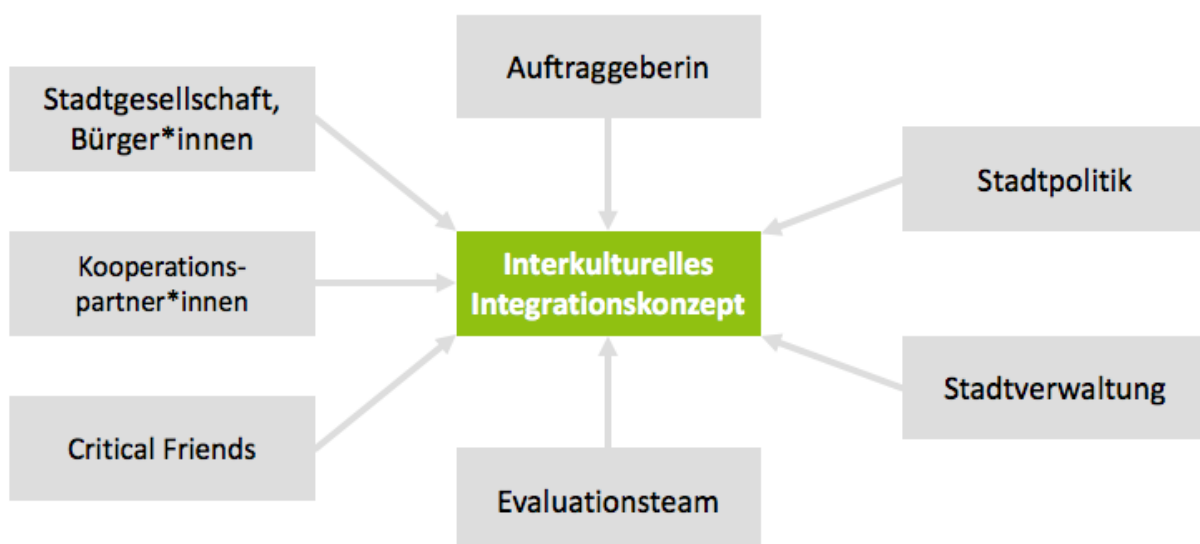 Auftraggeberin
Stadtgesellschaft,
Bürger*innen
Stadtpolitik
Kooperations-
partner*innen
Interkulturelles
Integrationskonzept
Stadtverwaltung
Critical Friends
Evaluationsteam